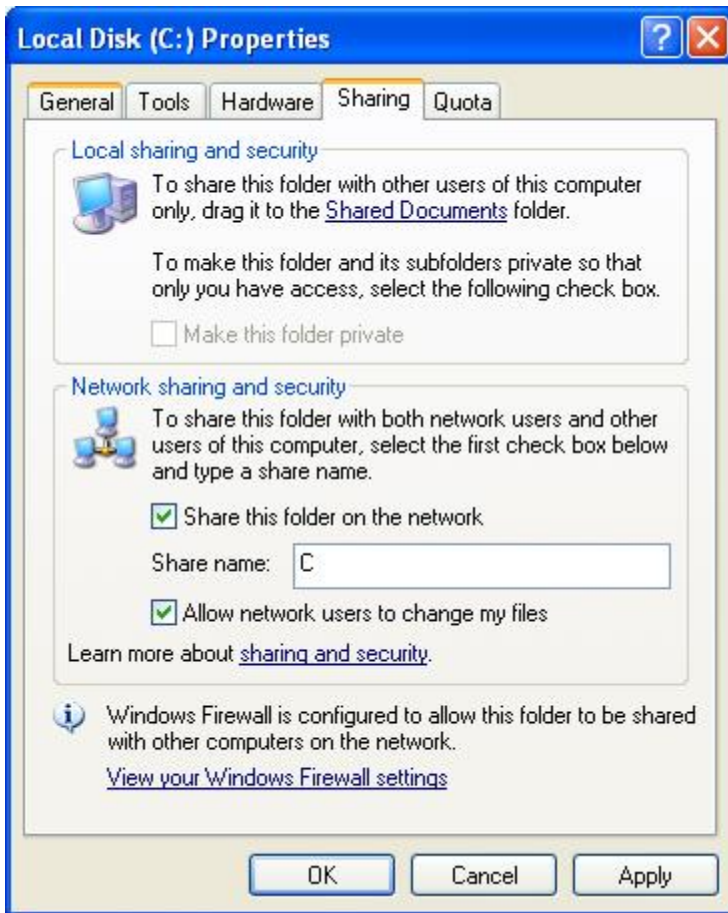 Local Disk (C:) Properties
General Tools Hardware Sharing Quota
Local sharing and security
To share this folder with other users of this computer
only, drag it to the Shared Documents folder.
To make this folder and its subfolders private so that
only you have access, select the following check box.
Make this folder private
Network sharing and security
To share this folder with both network users and other
users of this computer, select the first check box below
and type a share name.
Share this folder on the network
Share name: C
Allow network users to change my files
Learn more about sharing and security.
Windows Firewall is configured to allow this folder to be shared
with other computers on the network.
View your Windows Firewall settings
OK Cancel Apply